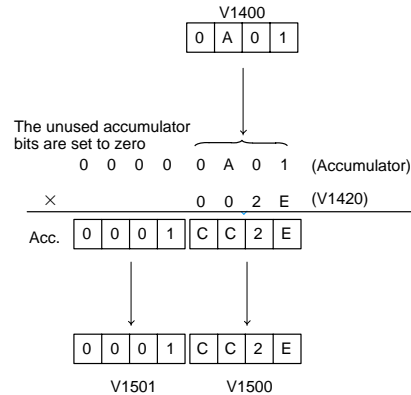 V1400
0 A 0 1
The unused accumulator
bits are set to zero
0 0 0 0 0 A 0 1 (Accumulator)
× 0 0 2 E (V1420)
Acc. 0 0 0 1 C C 2 E
0 0 0 1 C C 2 E
V1501 V1500